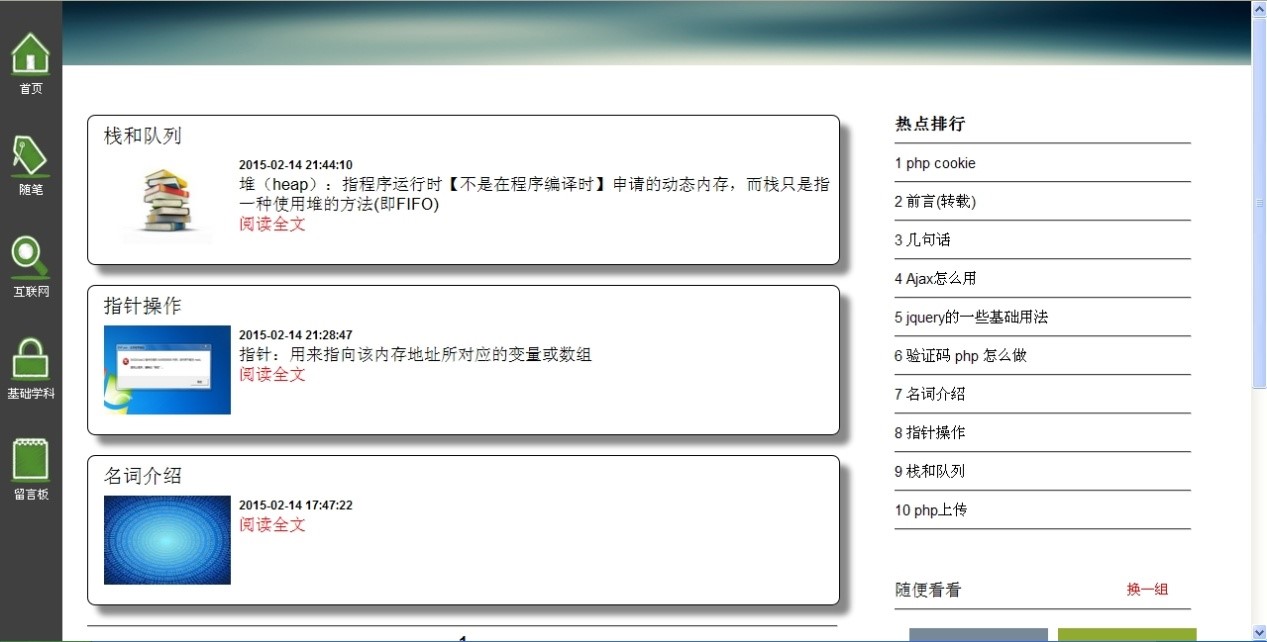 首页
随笔
互联网
基础学科
留言板
栈和队列
2015-02-14 21:44:10
堆（heap）：指程序运行时【不是在程序编译时】申请的动态内存，而栈只是指
一种使用堆的方法(即FIFO)
阅读全文
指针操作
2015-02-14 21:28:47
指针：用来指向该内存地址所对应的变量或数组
阅读全文
名词介绍
2015-02-14 17:47:22
阅读全文
热点排行
1 php cookie
2 前言(转载)
3 几句话
4 Ajax怎么用
5 jquery的一些基础用法
6 验证码 php 怎么做
7 名词介绍
8 指针操作
9 栈和队列
10 php上传
随便看看
换一组